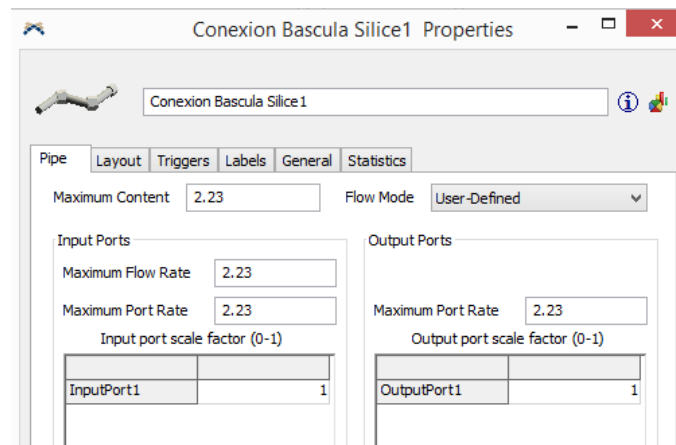 Conexion Bascula Silice1 Properties
Conexion Bascula Silice1
Pipe Layout Triggers Labels General Statistics
Maximum Content 2.23 Flow Mode User-Defined
Input Ports Output Ports
Maximum Flow Rate 2.23
Maximum Port Rate 2.23 Maximum Port Rate 2.23
Input port scale factor (0-1) Output port scale factor (0-1)
InputPort1 1 OutputPort1 1